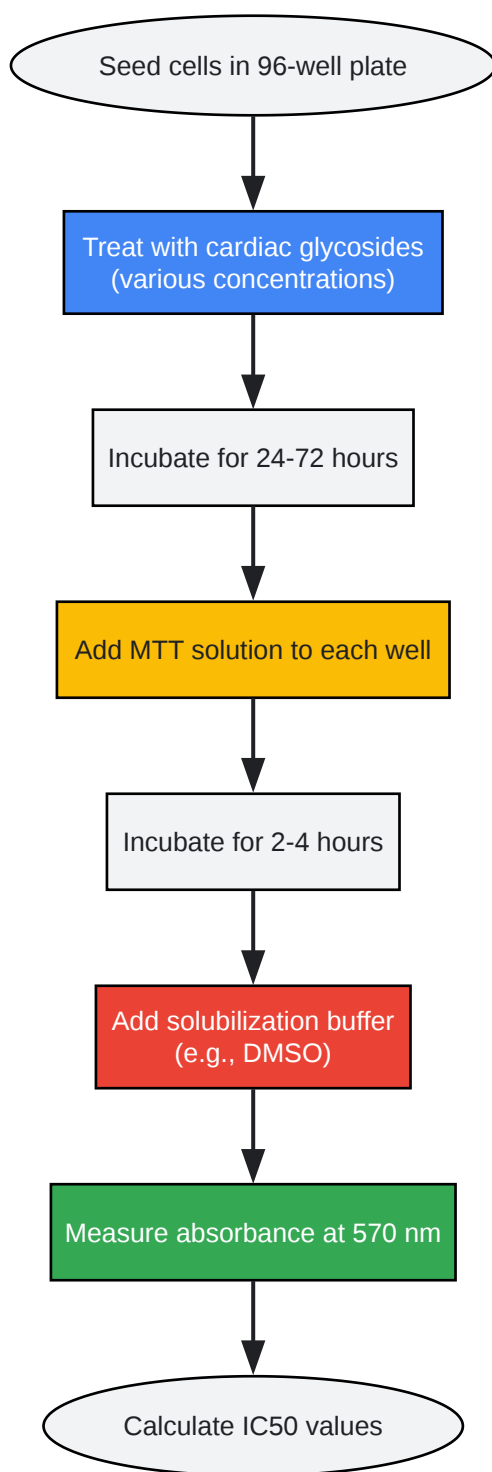 Seed cells in 96-well plate
Treat with cardiac glycosides
(various concentrations)
Incubate for 24-72 hours
Add MTT solution to each well
Incubate for 2-4 hours
Add solubilization buffer
(e.g., DMSO)
Measure absorbance at 570 nm
Calculate IC50 values